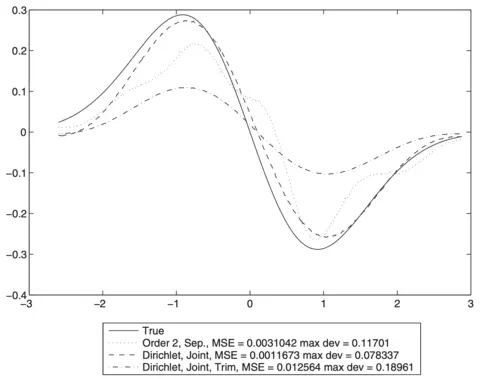 0.3
0.2
0.1
0
−0.1
−0.2
−0.3
−0.4
−3 −2 −1 0 1 2 3
True
Order 2, Sep., MSE = 0.0031042 max dev = 0.11701
Dirichlet, Joint, MSE = 0.0011673 max dev = 0.078337
Dirichlet, Joint, Trim, MSE = 0.012564 max dev = 0.18961